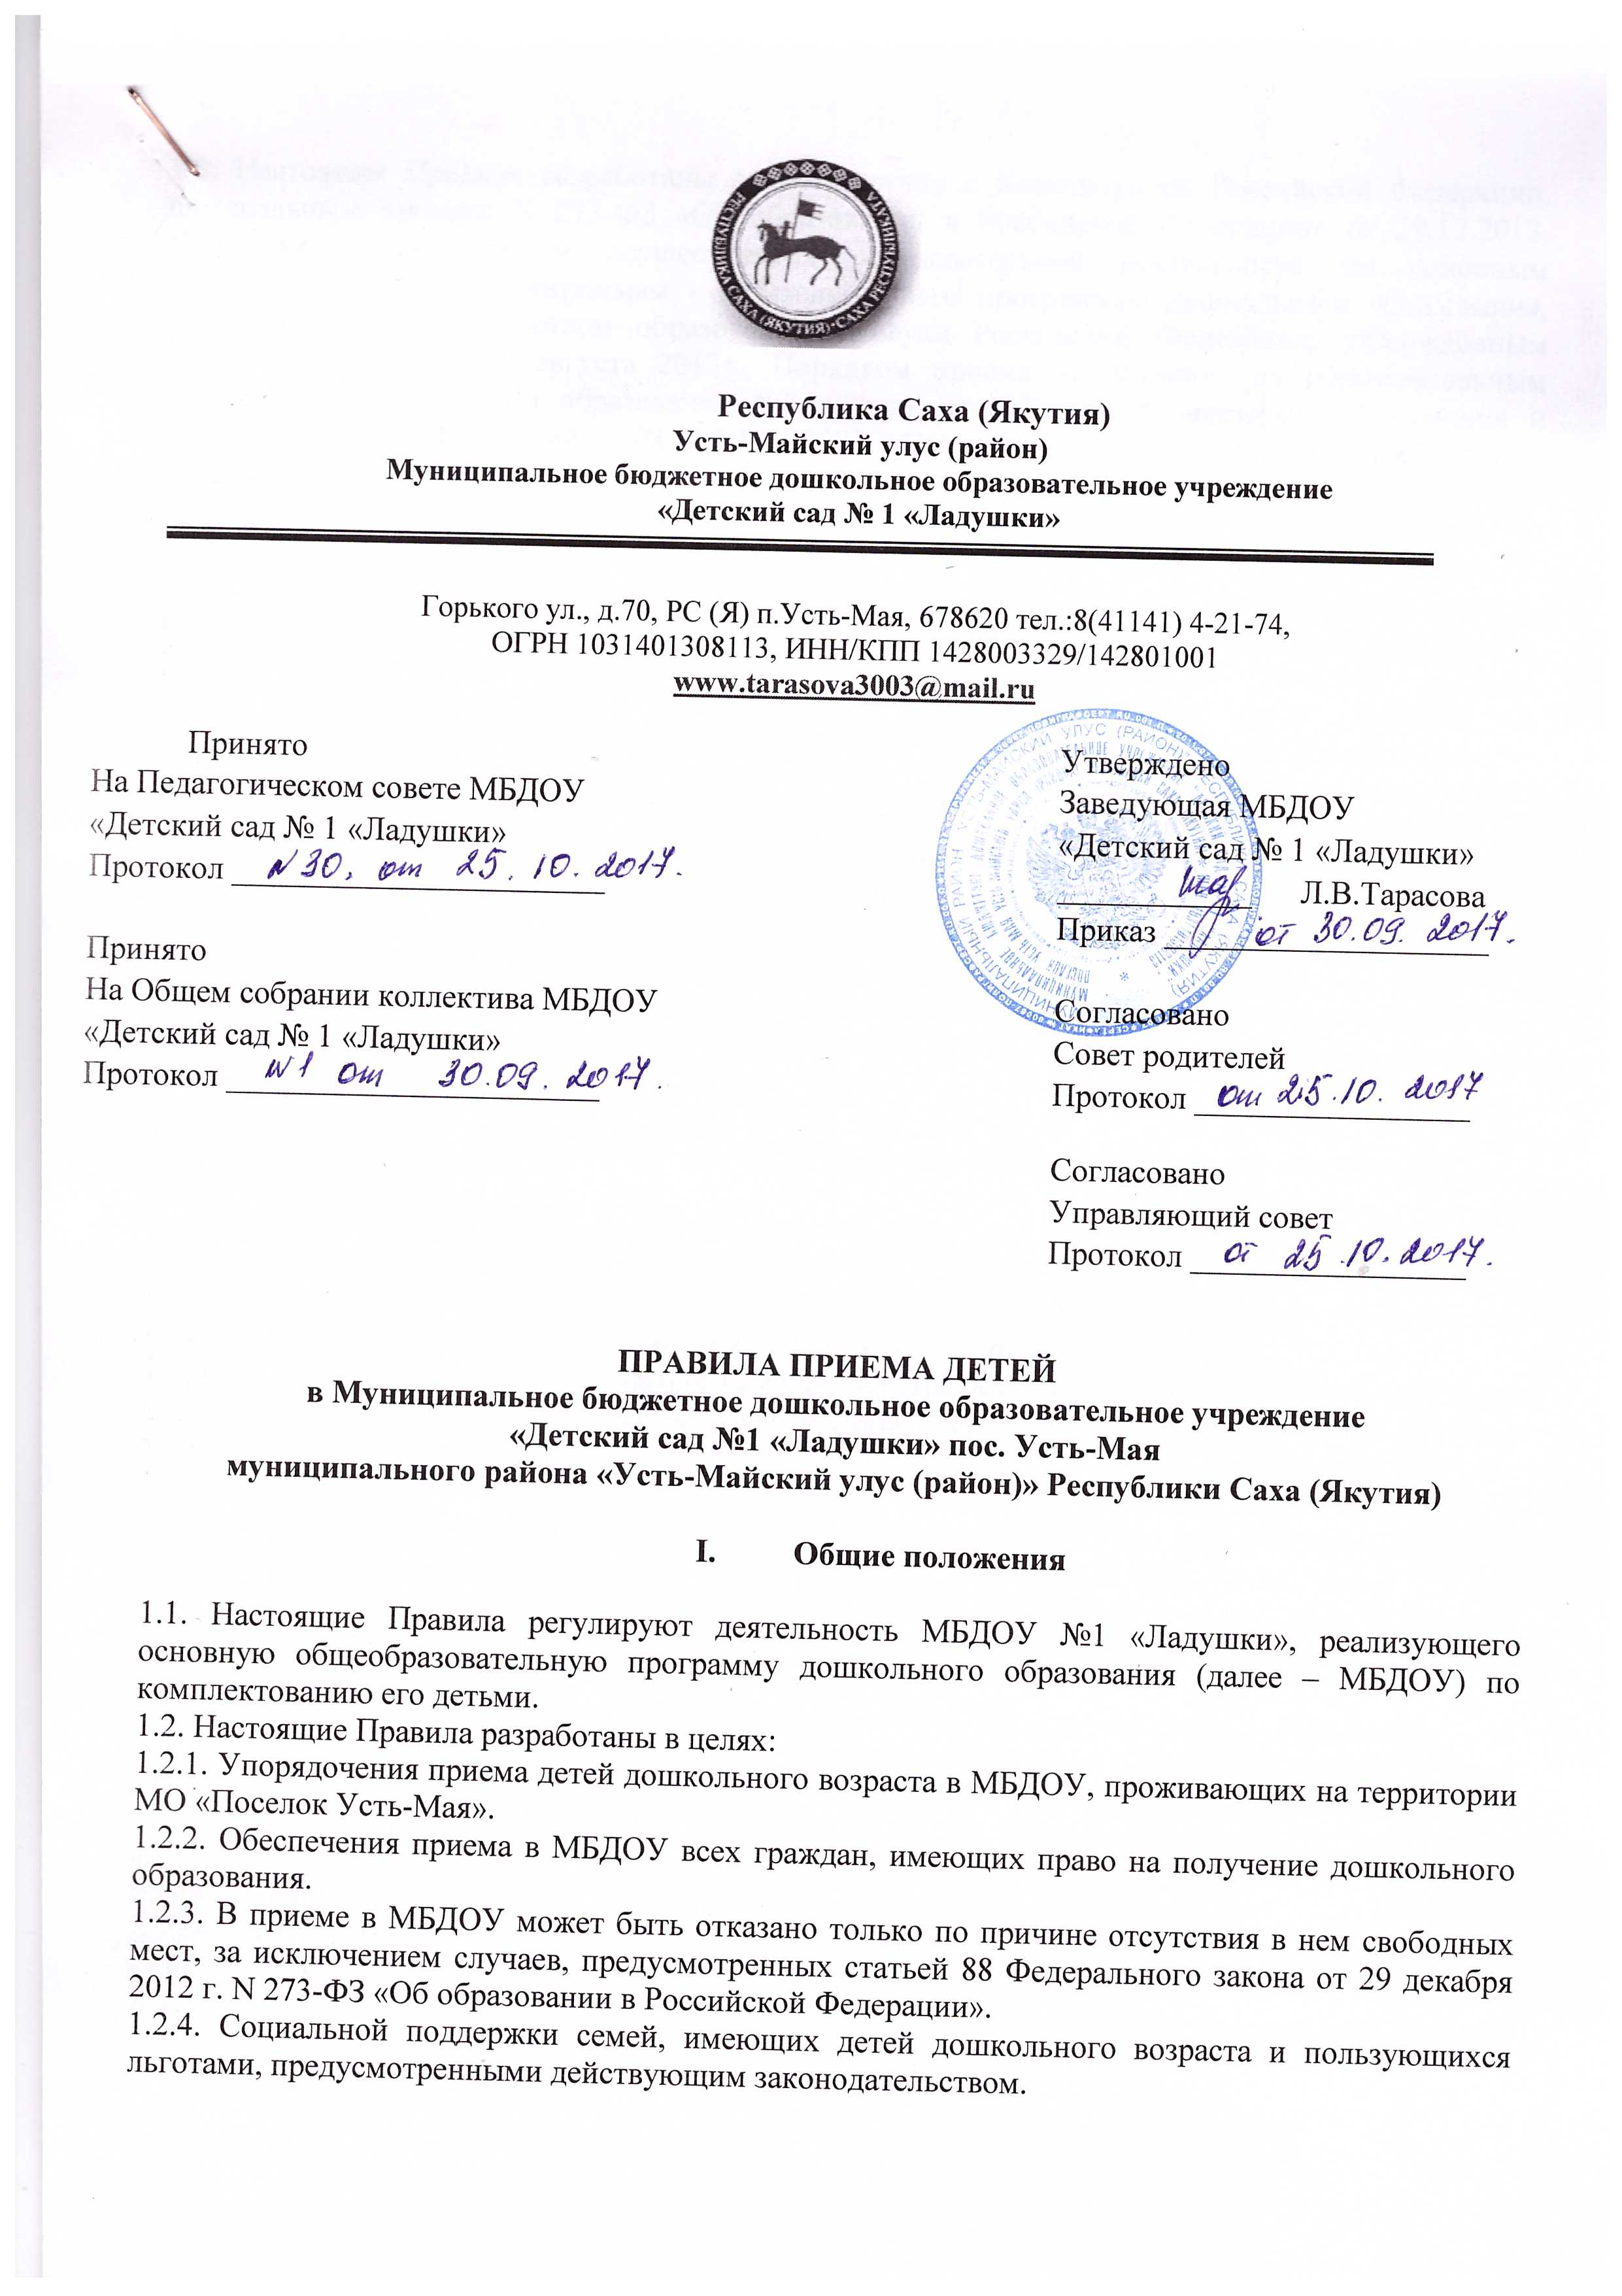 РЕСПУБЛИКА САХА (ЯКУТИЯ) • САХА РЕСПУБЛИКАТА
Республика Саха (Якутия)
Усть-Майский улус (район)
Муниципальное бюджетное дошкольное образовательное учреждение
«Детский сад № 1 «Ладушки»
Горького ул., д.70, РС (Я) п.Усть-Мая, 678620 тел.:8(41141) 4-21-74,
ОГРН 1031401308113, ИНН/КПП 1428003329/142801001
www.tarasova3003@mail.ru
Принято
На Педагогическом совете МБДОУ
«Детский сад № 1 «Ладушки»
Протокол N 30, от 25.10.2017.
Принято
На Общем собрании коллектива МБДОУ
«Детский сад № 1 «Ладушки»
Протокол N 1 от 30.09.2017.
Утверждено
Заведующая МБДОУ
«Детский сад № 1 «Ладушки»
Л.В.Тарасова
Приказ от 30.09.2017.
Согласовано
Совет родителей
Протокол от 25.10.2017
Согласовано
Управляющий совет
Протокол от 25.10.2017.
ПРАВИЛА ПРИЕМА ДЕТЕЙ
в Муниципальное бюджетное дошкольное образовательное учреждение
«Детский сад №1 «Ладушки» пос. Усть-Мая
муниципального района «Усть-Майский улус (район)» Республики Саха (Якутия)
I. Общие положения
1.1. Настоящие Правила регулируют деятельность МБДОУ №1 «Ладушки», реализующего
основную общеобразовательную программу дошкольного образования (далее – МБДОУ) по
комплектованию его детьми.
1.2. Настоящие Правила разработаны в целях:
1.2.1. Упорядочения приема детей дошкольного возраста в МБДОУ, проживающих на территории
МО «Поселок Усть-Мая».
1.2.2. Обеспечения приема в МБДОУ всех граждан, имеющих право на получение дошкольного
образования.
1.2.3. В приеме в МБДОУ может быть отказано только по причине отсутствия в нем свободных
мест, за исключением случаев, предусмотренных статьей 88 Федерального закона от 29 декабря
2012 г. N 273-ФЗ «Об образовании в Российской Федерации».
1.2.4. Социальной поддержки семей, имеющих детей дошкольного возраста и пользующихся
льготами, предусмотренными действующим законодательством.